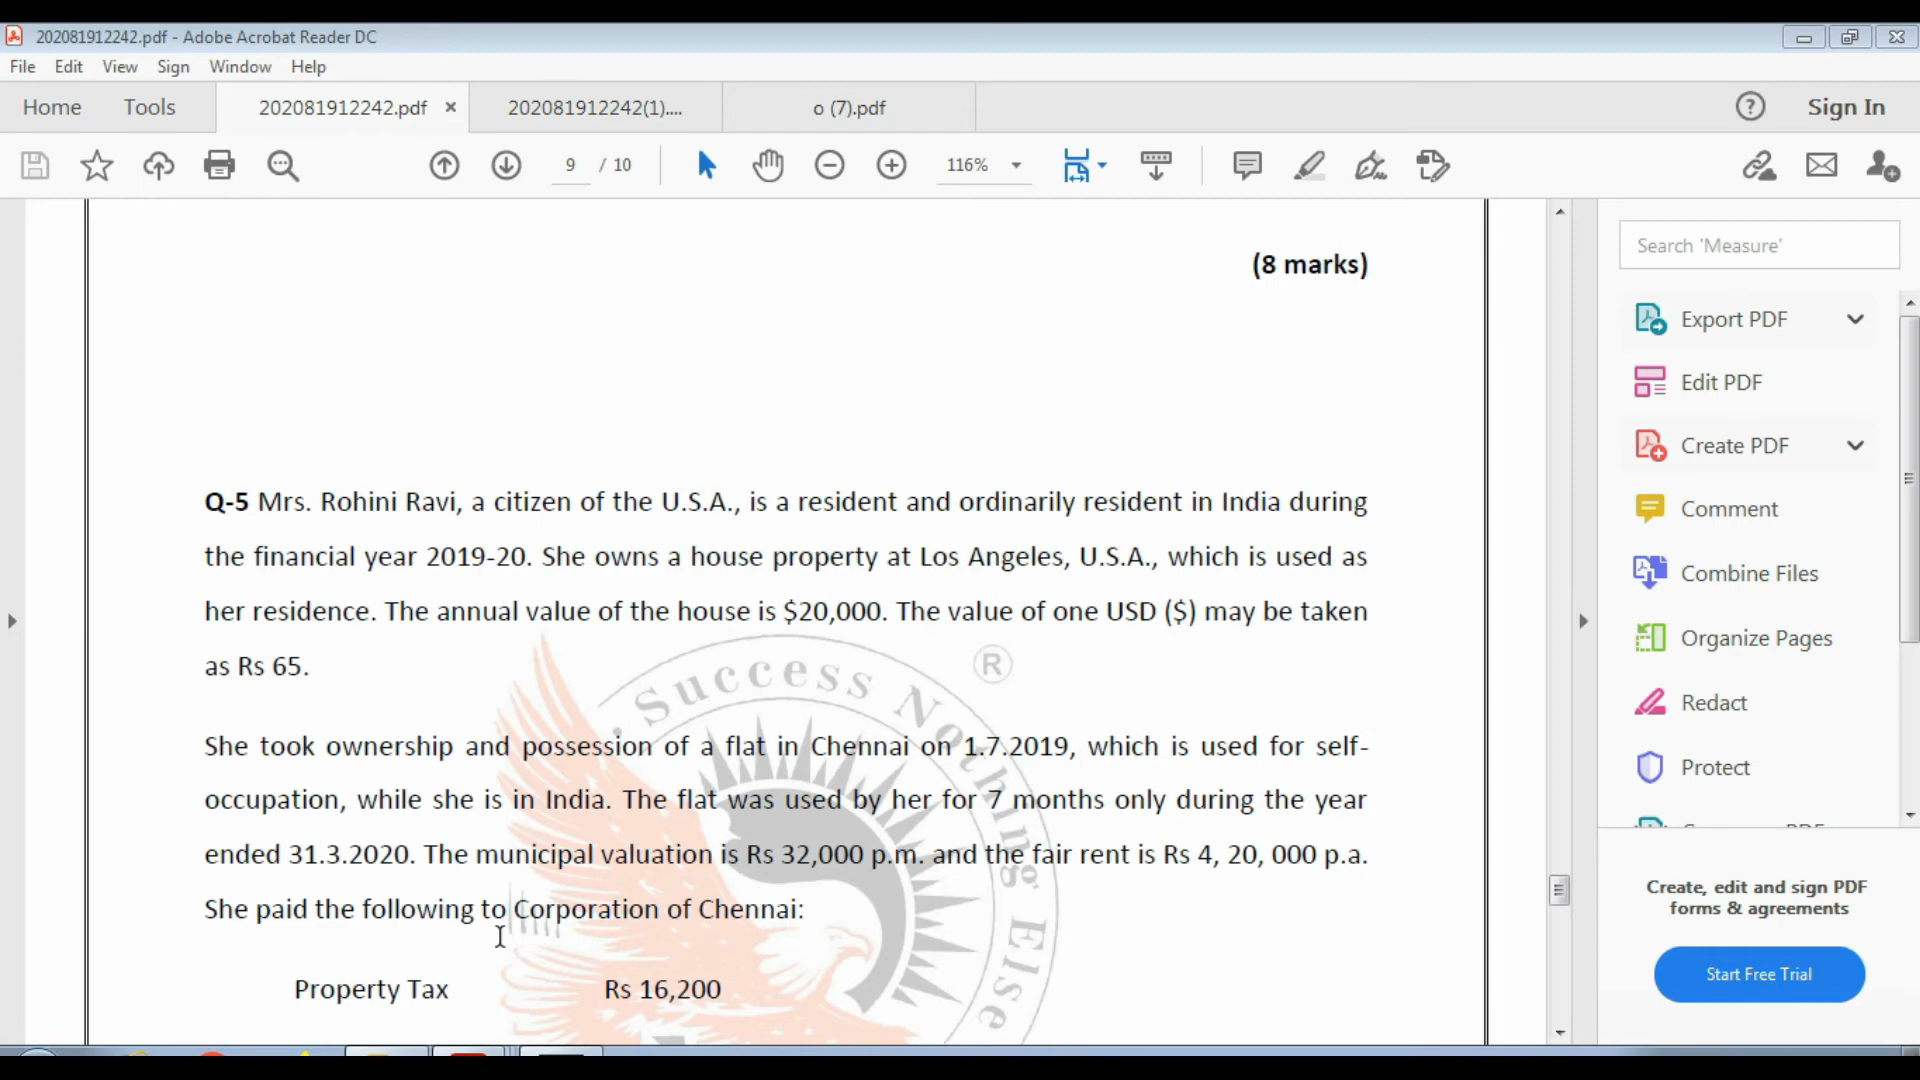 202081912242.pdf - Adobe Acrobat Reader DC
File Edit View Sign Window Help
Home Tools 202081912242.pdf × 202081912242(1).... o (7).pdf ? Sign In
9 / 10 116%
Search 'Measure'
Export PDF
Edit PDF
Create PDF
Comment
Combine Files
Organize Pages
Redact
Protect
Create, edit and sign PDF
forms & agreements
Start Free Trial
(8 marks)
Q-5 Mrs. Rohini Ravi, a citizen of the U.S.A., is a resident and ordinarily resident in India during
the financial year 2019-20. She owns a house property at Los Angeles, U.S.A., which is used as
her residence. The annual value of the house is $20,000. The value of one USD ($) may be taken
as Rs 65.
She took ownership and possession of a flat in Chennai on 1.7.2019, which is used for self-
occupation, while she is in India. The flat was used by her for 7 months only during the year
ended 31.3.2020. The municipal valuation is Rs 32,000 p.m. and the fair rent is Rs 4, 20, 000 p.a.
She paid the following to Corporation of Chennai:
Property Tax Rs 16,200
Success Nothing Else
®